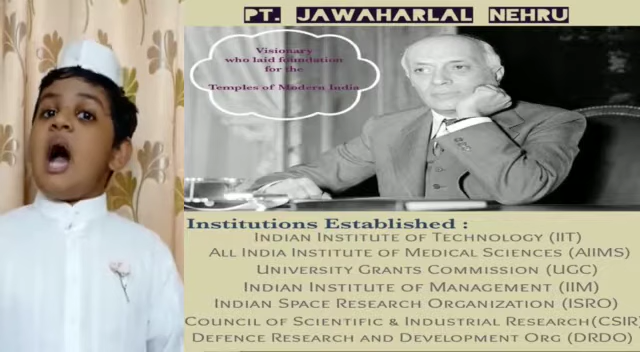 PT. JAWAHARLAL NEHRU
Visionary
who laid foundation
for the
Temples of Modern India
Institutions Established :
INDIAN INSTITUTE OF TECHNOLOGY (IIT)
ALL INDIA INSTITUTE OF MEDICAL SCIENCES (AIIMS)
UNIVERSITY GRANTS COMMISSION (UGC)
INDIAN INSTITUTE OF MANAGEMENT (IIM)
INDIAN SPACE RESEARCH ORGANIZATION (ISRO)
COUNCIL OF SCIENTIFIC & INDUSTRIAL RESEARCH(CSIR)
DEFENCE RESEARCH AND DEVELOPMENT ORG (DRDO)